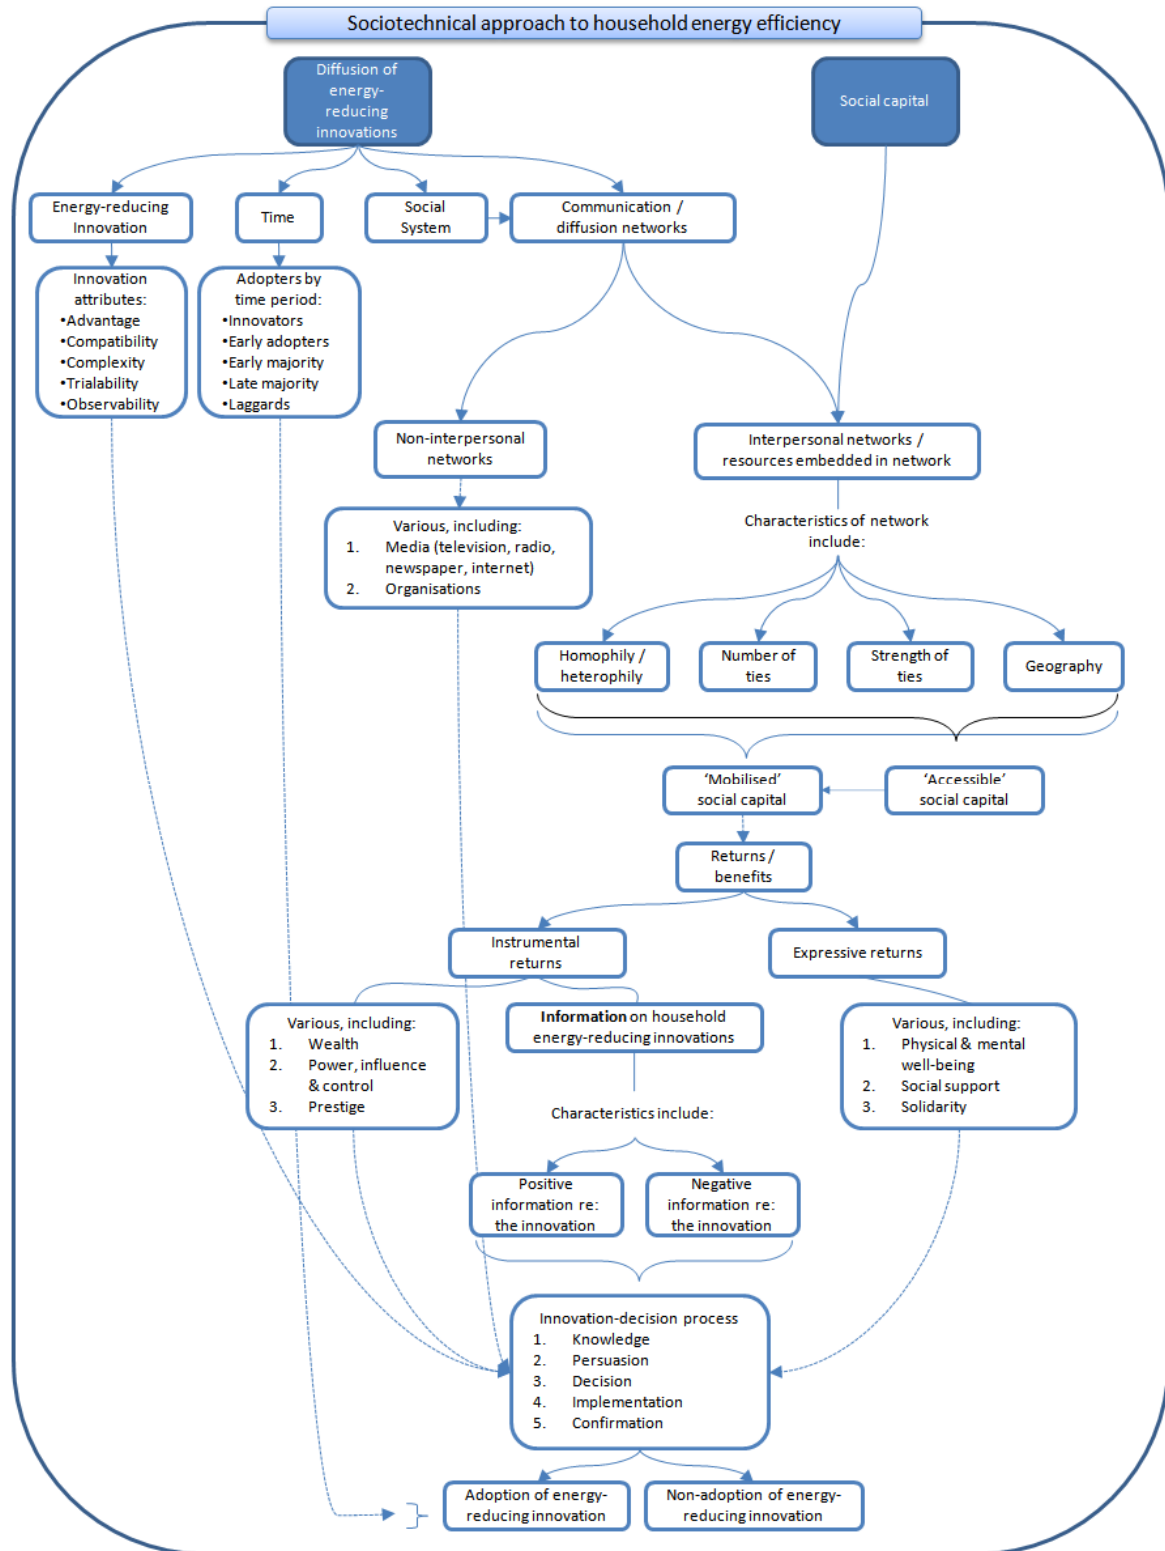 Sociotechnical approach to household energy efficiency
Diffusion of
energy-
reducing
innovations
Social capital
Energy-reducing
Innovation
Time
Social
System
Communication /
diffusion networks
Innovation
attributes:
•Advantage
•Compatibility
•Complexity
•Trialability
•Observability
Adopters by
time period:
•Innovators
•Early adopters
•Early majority
•Late majority
•Laggards
Non-interpersonal
networks
Interpersonal networks /
resources embedded in network
Various, including:
1. Media (television, radio,
newspaper, internet)
2. Organisations
Characteristics of network
include:
Homophily /
heterophily
Number of
ties
Strength of
ties
Geography
‘Mobilised’
social capital
‘Accessible’
social capital
Returns /
benefits
Instrumental
returns
Expressive returns
Various, including:
1. Wealth
2. Power, influence
& control
3. Prestige
Information on household
energy-reducing innovations
Various, including:
1. Physical & mental
well-being
2. Social support
3. Solidarity
Characteristics include:
Positive
information re:
the innovation
Negative
information re:
the innovation
Innovation-decision process
1. Knowledge
2. Persuasion
3. Decision
4. Implementation
5. Confirmation
Adoption of energy-
reducing innovation
Non-adoption of energy-
reducing innovation